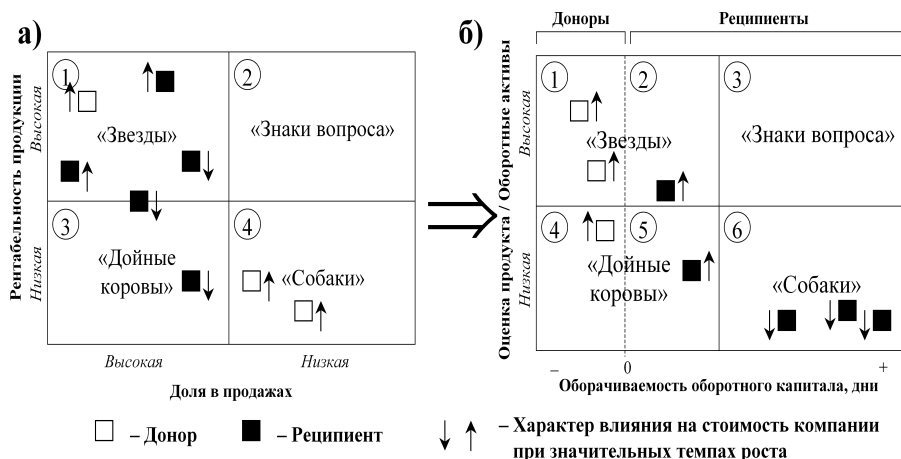 а)
Рентабельность продукции
Высокая
Низкая
1
2
«Звезды»
«Знаки вопроса»
3
4
«Дойные
коровы»
«Собаки»
Высокая
Низкая
Доля в продажах
б)
Доноры
Реципиенты
Оценка продукта / Оборотные активы
Высокая
Низкая
1
2
3
«Звезды»
«Знаки вопроса»
4
5
6
«Дойные
коровы»
«Собаки»
–
0
+
Оборачиваемость оборотного капитала, дни
– Донор
– Реципиент
– Характер влияния на стоимость компании
при значительных темпах роста